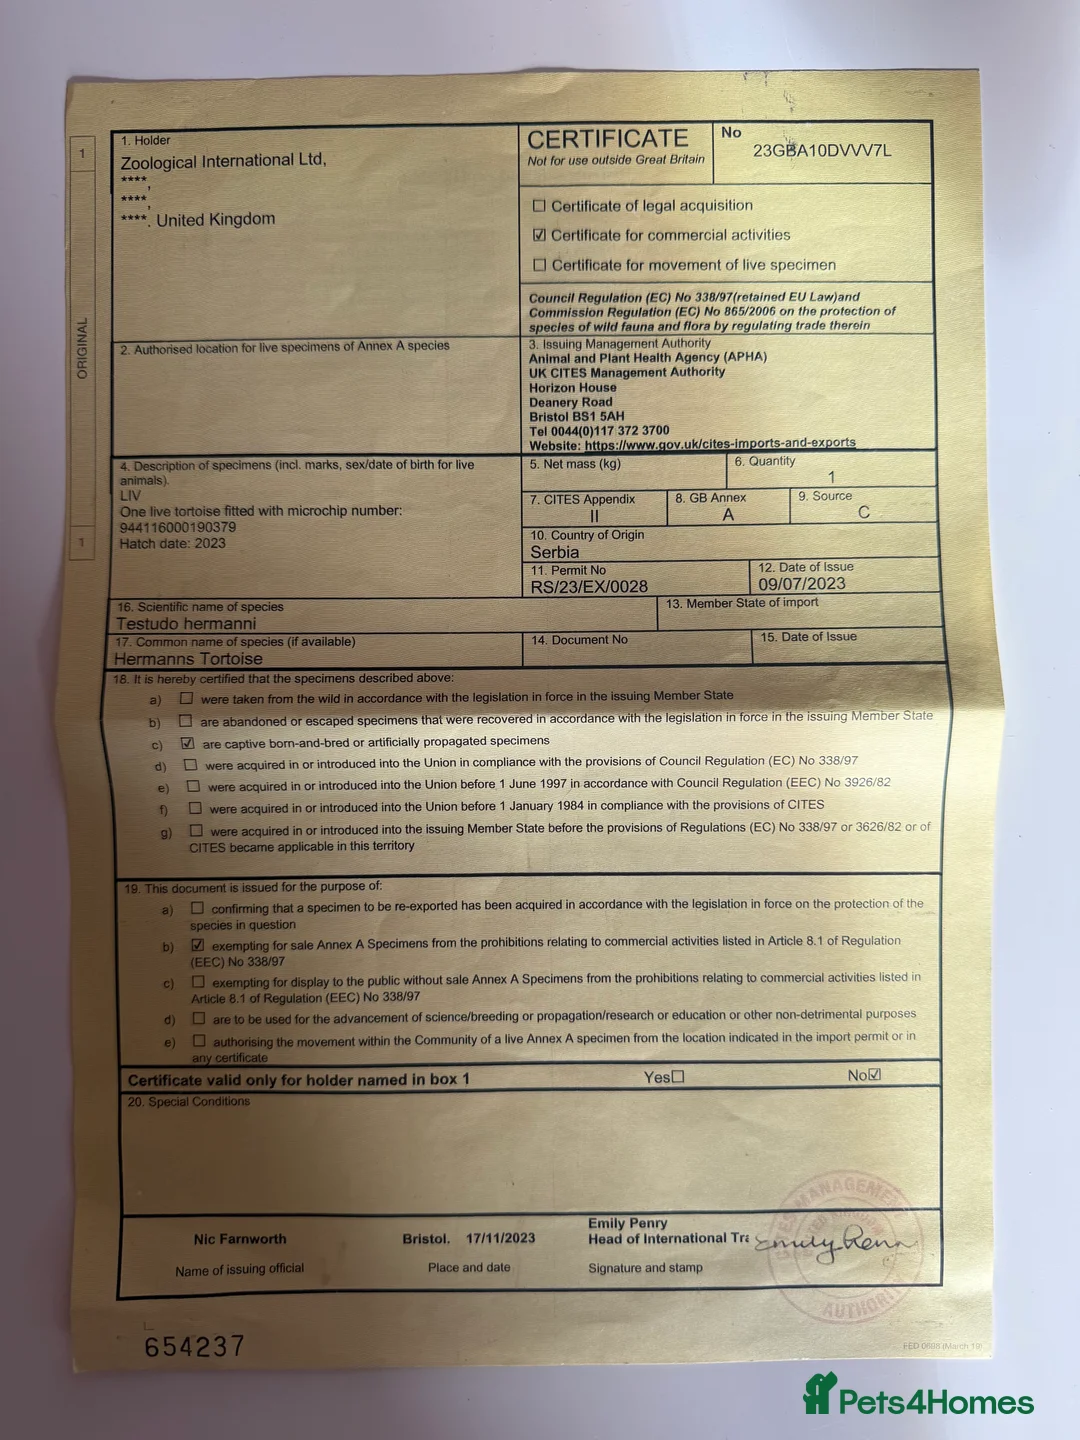 1
ORIGINAL
1
1. Holder
Zoological International Ltd,
****,
****,
****. United Kingdom
CERTIFICATE
Not for use outside Great Britain
No
23GBA10DVVV7L
☐ Certificate of legal acquisition
☑ Certificate for commercial activities
☐ Certificate for movement of live specimen
Council Regulation (EC) No 338/97(retained EU Law)and
Commission Regulation (EC) No 865/2006 on the protection of
species of wild fauna and flora by regulating trade therein
2. Authorised location for live specimens of Annex A species
3. Issuing Management Authority
Animal and Plant Health Agency (APHA)
UK CITES Management Authority
Horizon House
Deanery Road
Bristol BS1 5AH
Tel 0044(0)117 372 3700
Website: https://www.gov.uk/cites-imports-and-exports
4. Description of specimens (incl. marks, sex/date of birth for live
animals).
LIV
One live tortoise fitted with microchip number:
944116000190379
Hatch date: 2023
5. Net mass (kg)
6. Quantity
1
7. CITES Appendix
II
8. GB Annex
A
9. Source
C
10. Country of Origin
Serbia
11. Permit No
RS/23/EX/0028
12. Date of Issue
09/07/2023
16. Scientific name of species
Testudo hermanni
13. Member State of import
17. Common name of species (if available)
Hermanns Tortoise
14. Document No
15. Date of Issue
18. It is hereby certified that the specimens described above:
a) ☐ were taken from the wild in accordance with the legislation in force in the issuing Member State
b) ☐ are abandoned or escaped specimens that were recovered in accordance with the legislation in force in the issuing Member State
c) ☑ are captive born-and-bred or artificially propagated specimens
d) ☐ were acquired in or introduced into the Union in compliance with the provisions of Council Regulation (EC) No 338/97
e) ☐ were acquired in or introduced into the Union before 1 June 1997 in accordance with Council Regulation (EEC) No 3926/82
f) ☐ were acquired in or introduced into the Union before 1 January 1984 in compliance with the provisions of CITES
g) ☐ were acquired in or introduced into the issuing Member State before the provisions of Regulations (EC) No 338/97 or 3626/82 or of
CITES became applicable in this territory
19. This document is issued for the purpose of:
a) ☐ confirming that a specimen to be re-exported has been acquired in accordance with the legislation in force on the protection of the
species in question
b) ☑ exempting for sale Annex A Specimens from the prohibitions relating to commercial activities listed in Article 8.1 of Regulation
(EEC) No 338/97
c) ☐ exempting for display to the public without sale Annex A Specimens from the prohibitions relating to commercial activities listed in
Article 8.1 of Regulation (EEC) No 338/97
d) ☐ are to be used for the advancement of science/breeding or propagation/research or education or other non-detrimental purposes
e) ☐ authorising the movement within the Community of a live Annex A specimen from the location indicated in the import permit or in
any certificate
Certificate valid only for holder named in box 1 Yes☐ No☑
20. Special Conditions
Nic Farnworth
Name of issuing official
Bristol. 17/11/2023
Place and date
Emily Penry
Head of International Tra
Signature and stamp
Emily Penry
MANAGEMENT
AUTHORITY
654237
FED 0698 (March 19)
Pets4Homes